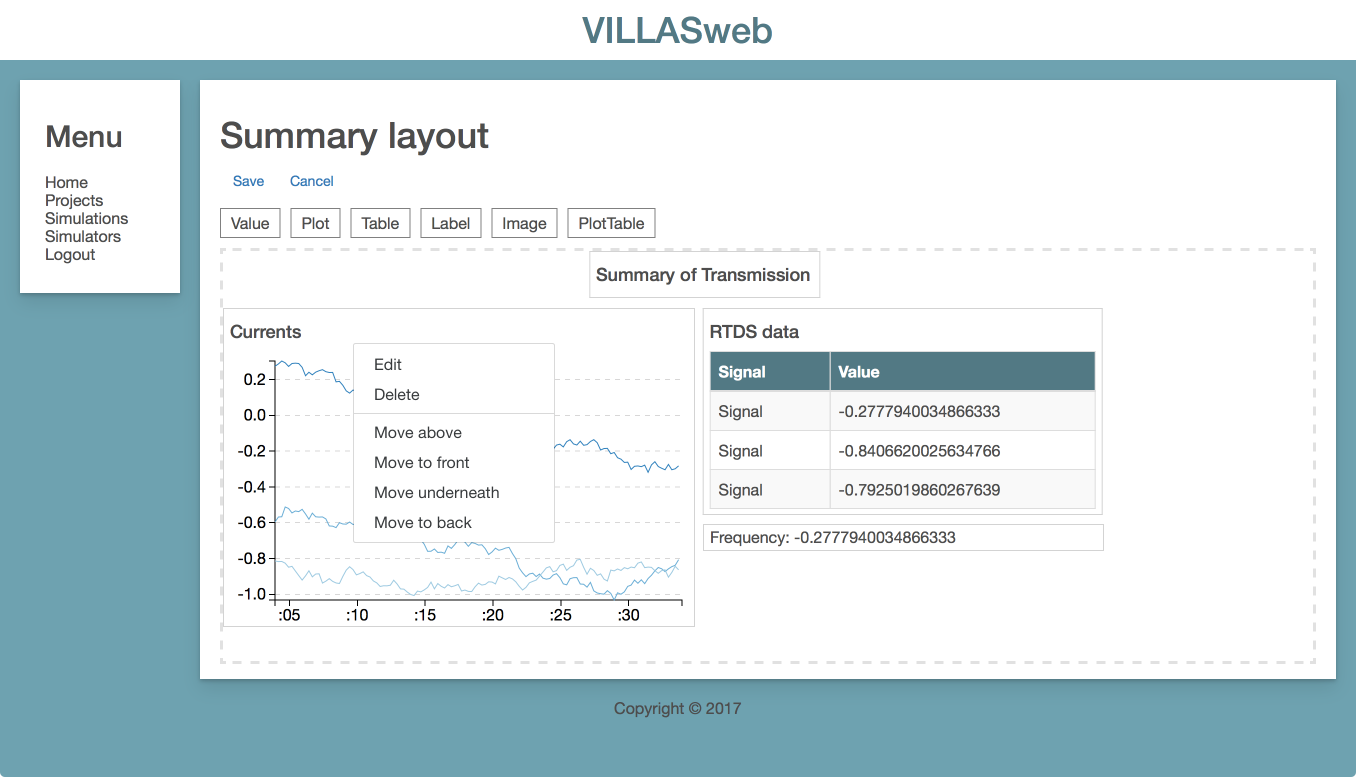 VILLASweb
Menu
Home
Projects
Simulations
Simulators
Logout
Summary layout
Save Cancel
Value Plot Table Label Image PlotTable
Summary of Transmission
Currents
Edit
Delete
Move above
Move to front
Move underneath
Move to back
0.2
0.0
-0.2
-0.4
-0.6
-0.8
-1.0
:05 :10 :15 :20 :25 :30
RTDS data
Signal Value
Signal -0.2777940034866333
Signal -0.8406620025634766
Signal -0.7925019860267639
Frequency: -0.2777940034866333
Copyright © 2017